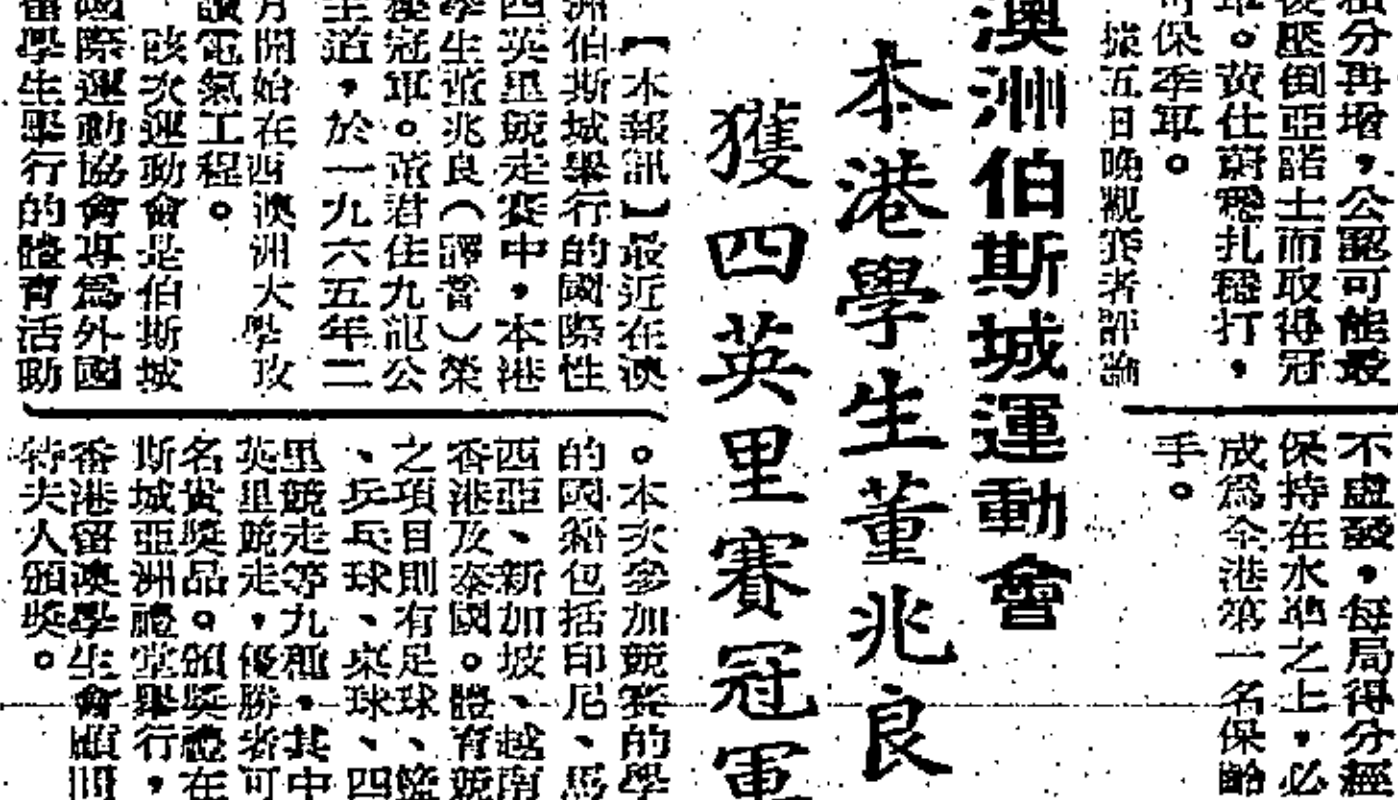 積分再增，公認可能最
後壓倒亞諾士而取得冠
軍。黃仕蔚穩扎穩打，
可保季軍。
據五日晚觀賽者評論
不虛發，每局得分經
保持在水準之上，必
成為今港第一名保齡
手。
澳洲伯斯城運動會
本港學生董兆良
獲四英里賽冠軍
【本報訊】最近在澳
洲伯斯城舉行的國際性
四英里競走賽中，本港
學生董兆良（譯音）榮
獲冠軍。董君住九龍公
主道，於一九六五年二
月開始在西澳洲大學攻
讀電氣工程。
該次運動會是伯斯城
國際運動協會專為外國
留學生舉行的體育活動
。本次參加競賽的學
的國籍包括印尼、馬
西亞、新加坡、越南
香港及泰國。體育競
之項目則有足球、籃
、乒乓球、桌球、四
里競走等九種，其中
英里競走，優勝者可
名貴獎品。頒獎禮在
斯城亞洲禮堂舉行，
香港留澳學生會顧問
特夫人頒獎。